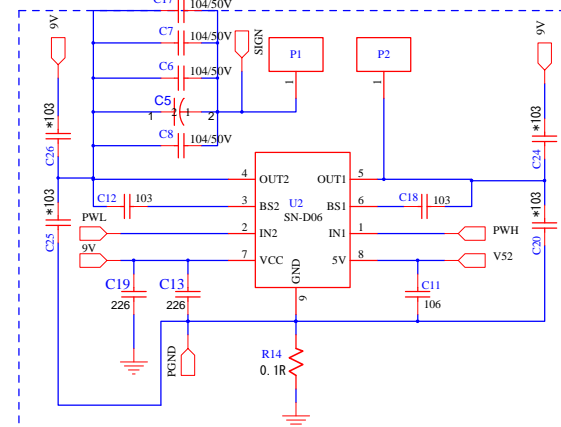 C17
104/50V
9V
C7
104/50V
SIGN
P1
1
P2
1
9V
C6
104/50V
C5
1
2
1
2
C8
104/50V
*103
C26
*103
C24
4
OUT2
OUT1
5
C12
103
3
BS2
U2
SN-D06
BS1
6
C18
103
*103
C25
*103
C20
PWL
2
IN2
IN1
1
PWH
9V
7
VCC
GND
5V
8
V52
C19
226
C13
226
9
C11
106
PGND
R14
0.1R